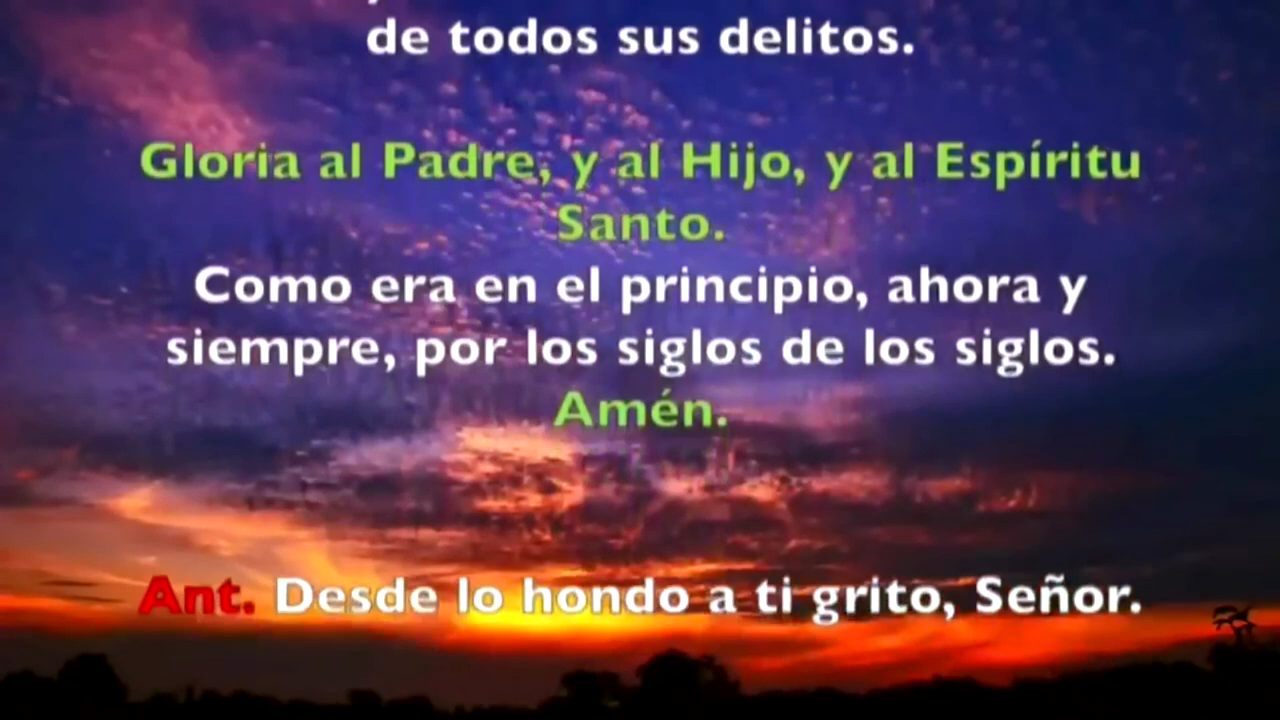 de todos sus delitos.
Gloria al Padre, y al Hijo, y al Espíritu
Santo.
Como era en el principio, ahora y
siempre, por los siglos de los siglos.
Amén.
Ant. Desde lo hondo a ti grito, Señor.